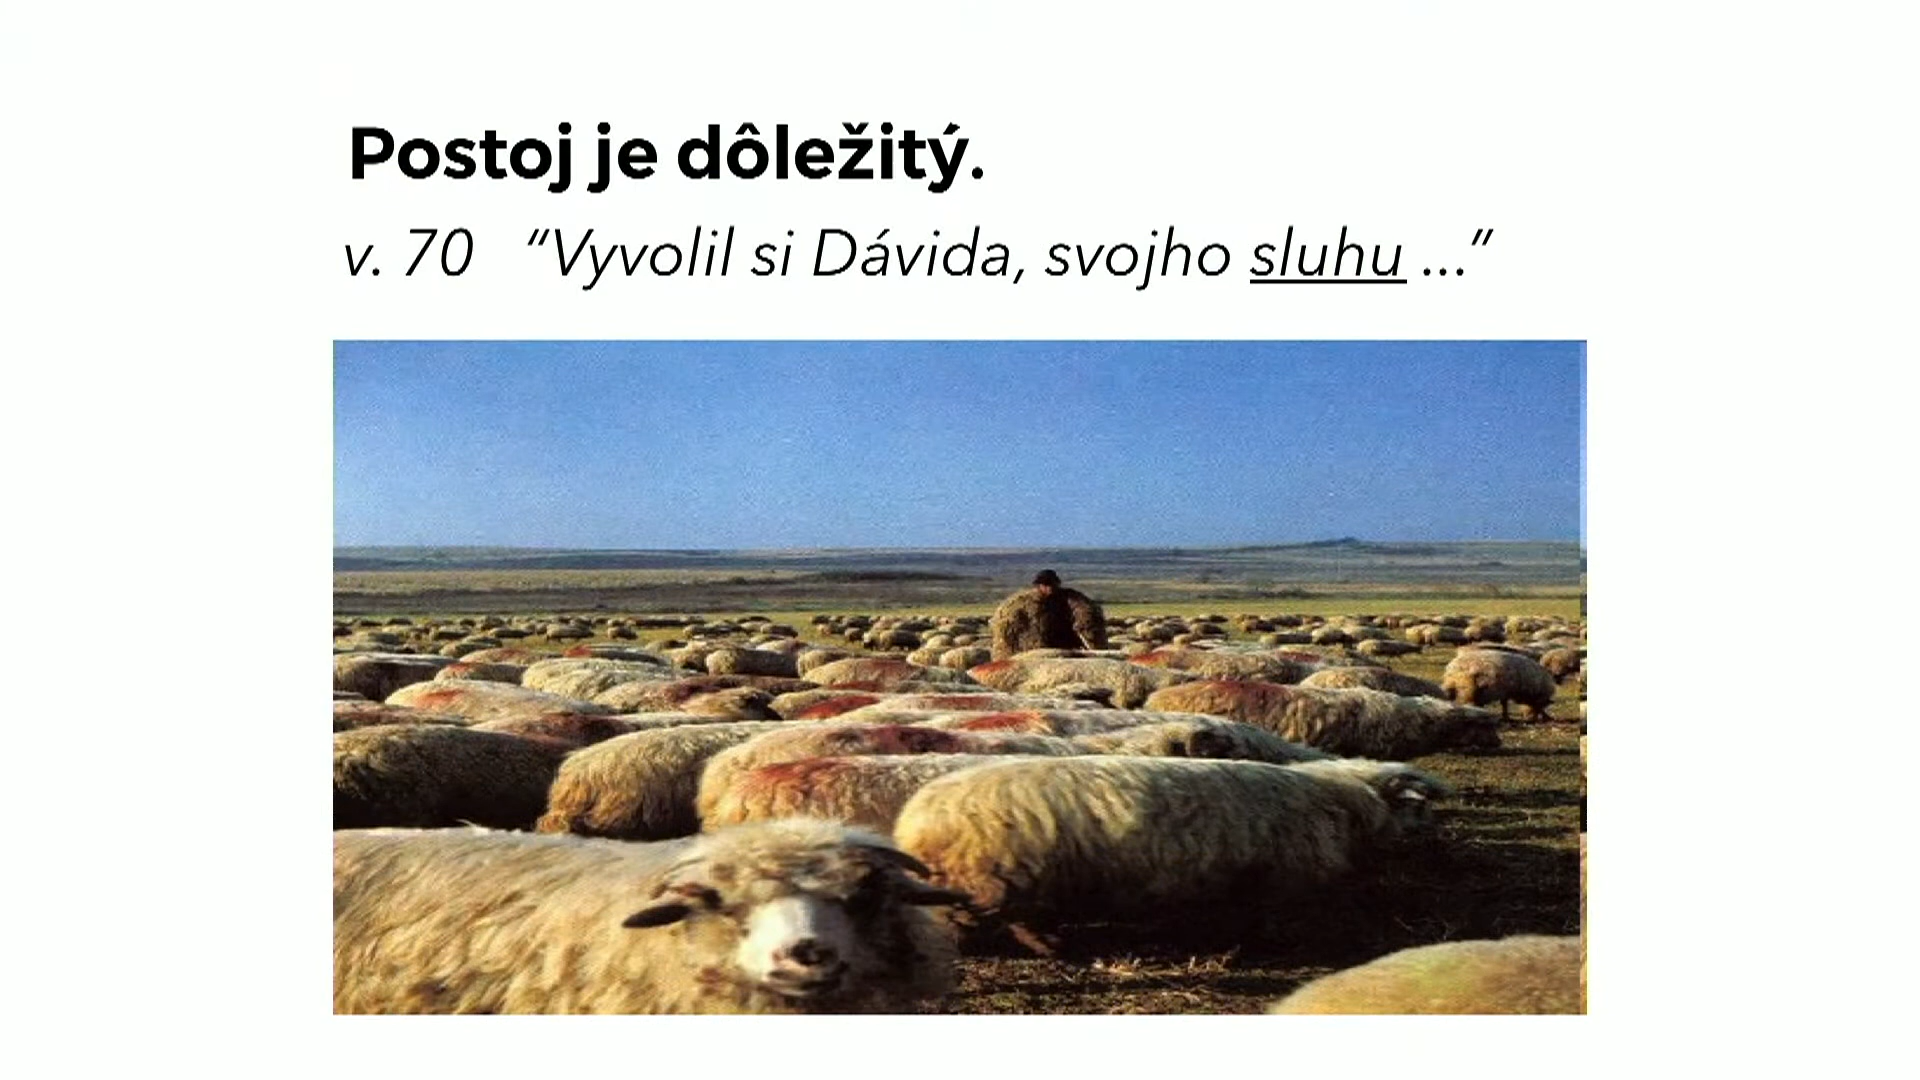 Postoj je dôležitý.
v. 70 “Vyvolil si Dávida, svojho sluhu ...”